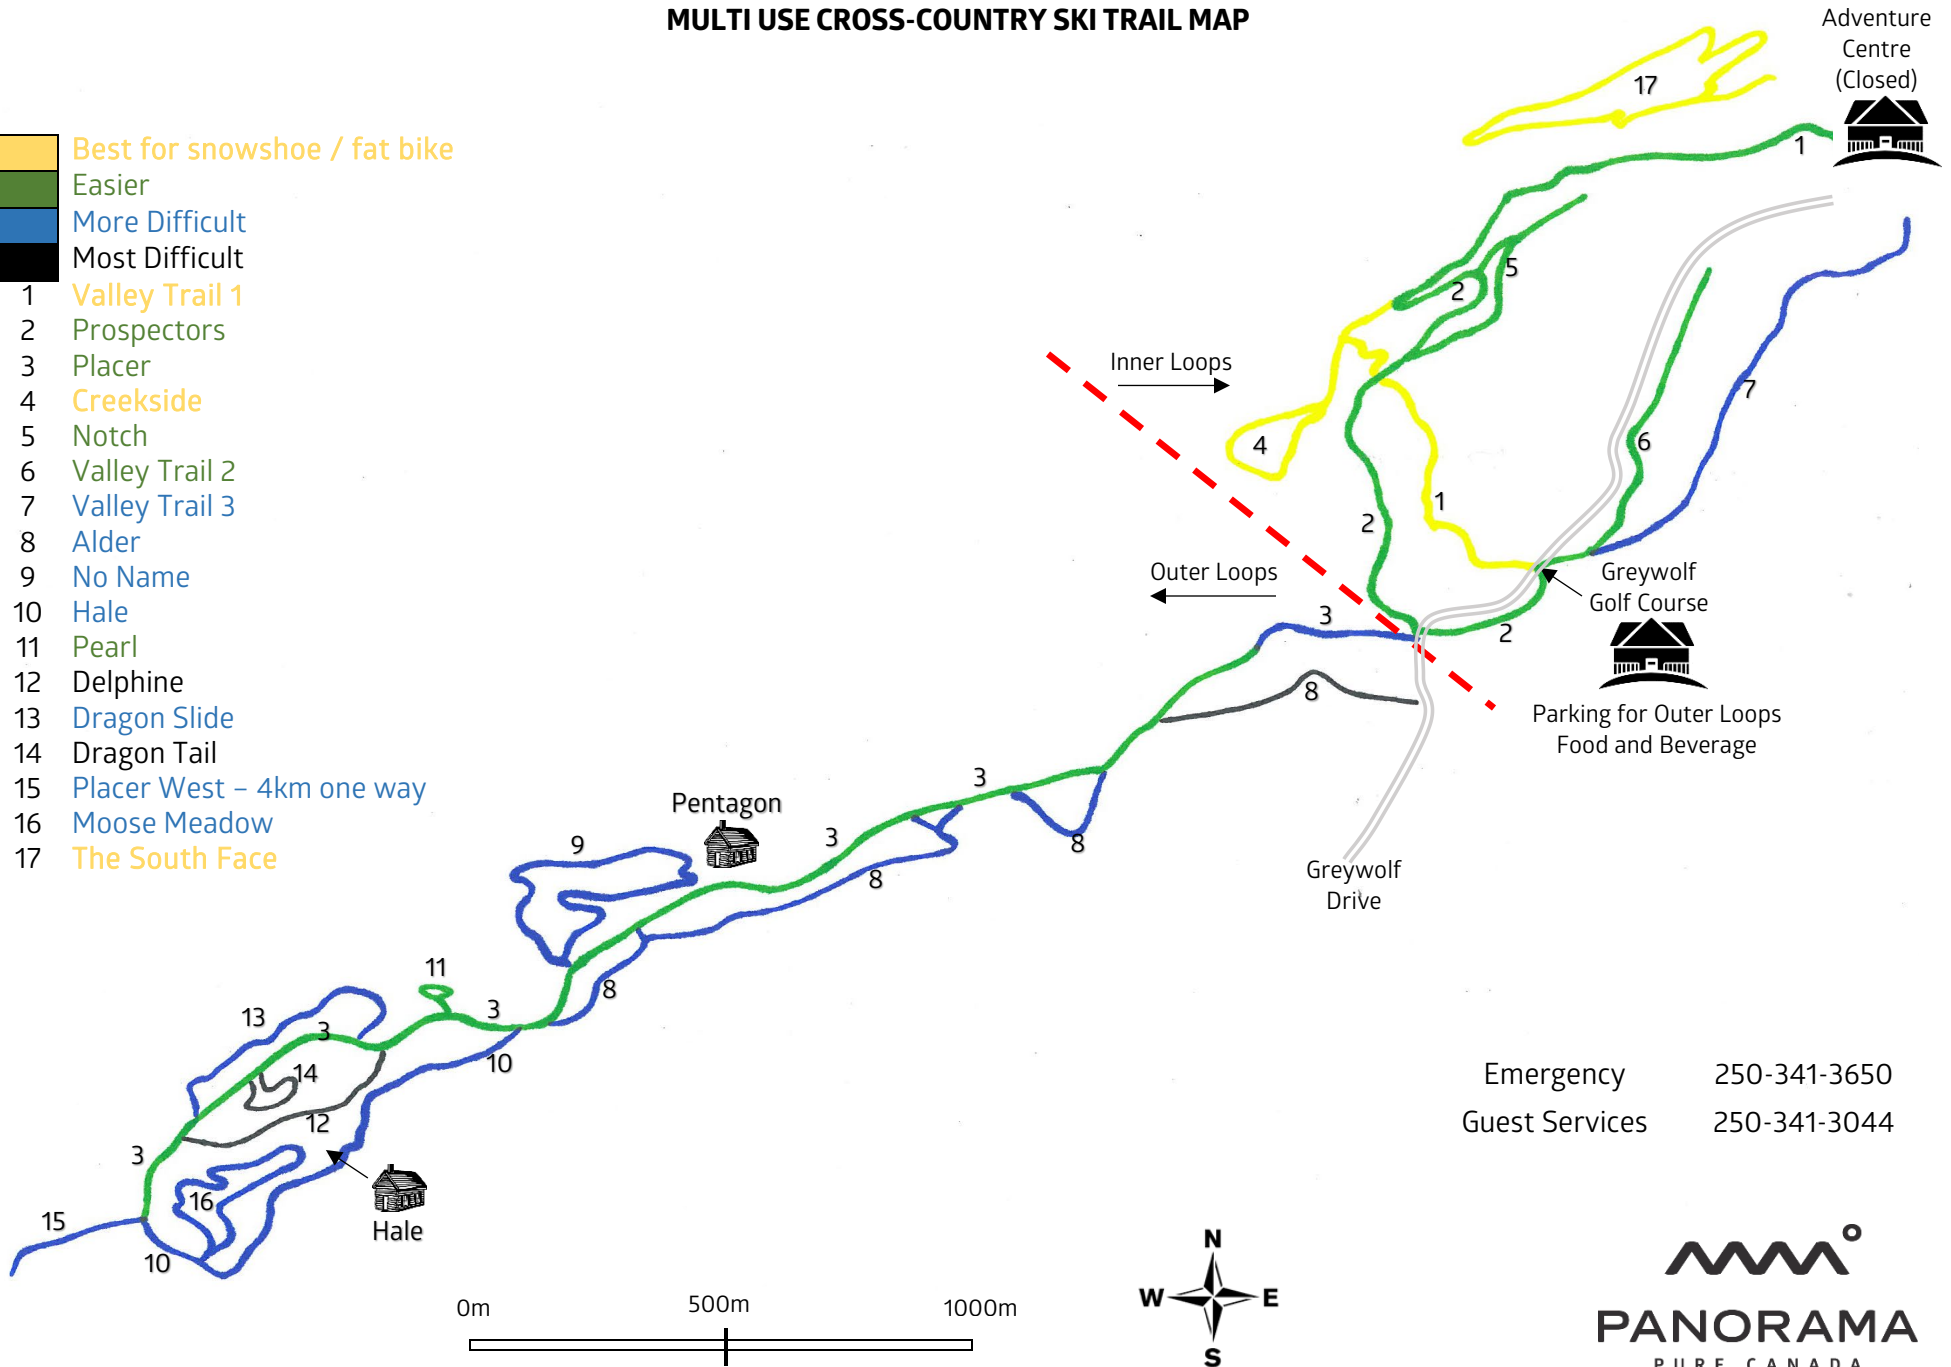 MULTI USE CROSS-COUNTRY SKI TRAIL MAP
Adventure
Centre
(Closed)
Best for snowshoe / fat bike
Easier
More Difficult
Most Difficult
1 Valley Trail 1
2 Prospectors
3 Placer
4 Creekside
5 Notch
6 Valley Trail 2
7 Valley Trail 3
8 Alder
9 No Name
10 Hale
11 Pearl
12 Delphine
13 Dragon Slide
14 Dragon Tail
15 Placer West – 4km one way
16 Moose Meadow
17 The South Face
17
1
5
2
Inner Loops
7
6
4
1
2
Outer Loops
Greywolf
Golf Course
3
2
8
Parking for Outer Loops
Food and Beverage
3
Pentagon
3
8
9
8
Greywolf
Drive
11
8
3
13
3
10
14
12
3
16
15
Hale
10
Emergency 250-341-3650
Guest Services 250-341-3044
N
W E
S
0m 500m 1000m
PANORAMA
PURE CANADA